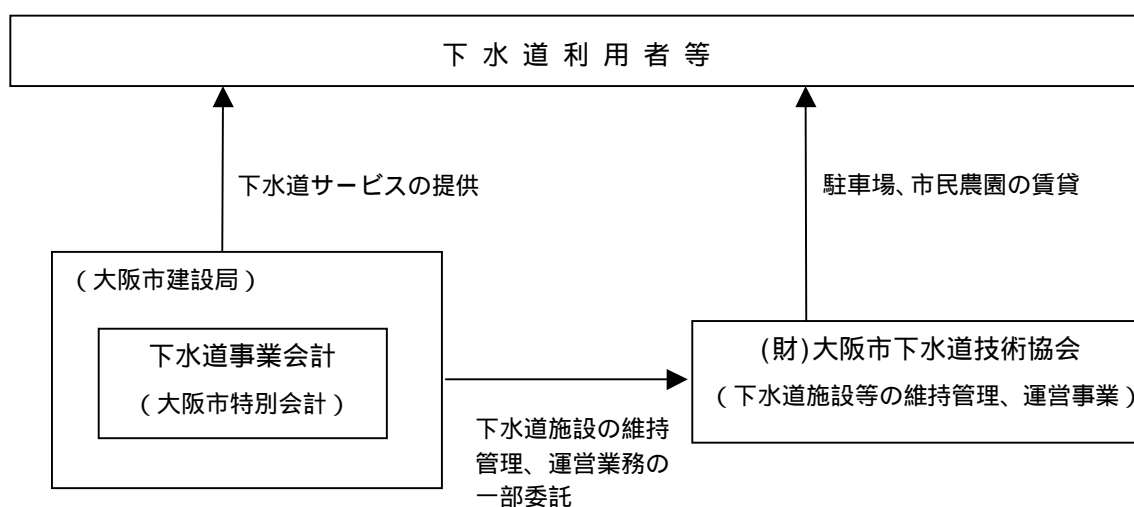 下 水 道 利 用 者 等
下水道サービスの提供
駐車場、市民農園の賃貸
（大阪市建設局）
下水道事業会計
（大阪市特別会計）
(財)大阪市下水道技術協会
（下水道施設等の維持管理、運営事業）
下水道施設の維持
管理、運営業務の
一部委託